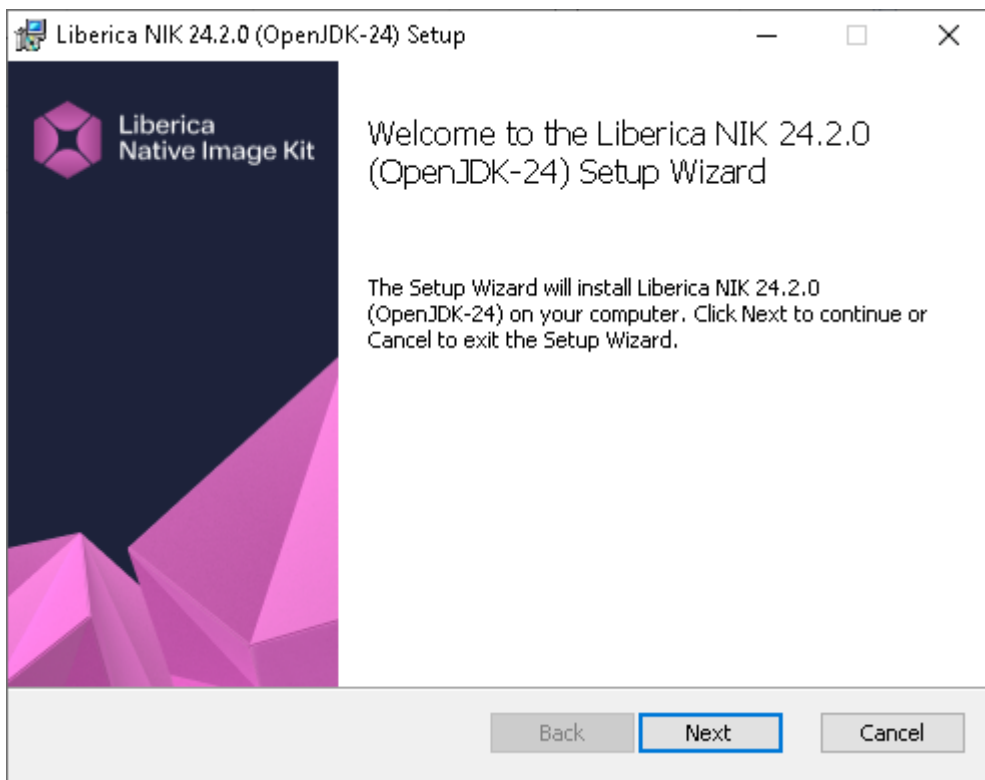 Liberica NIK 24.2.0 (OpenJDK-24) Setup
Liberica
Native Image Kit
Welcome to the Liberica NIK 24.2.0
(OpenJDK-24) Setup Wizard
The Setup Wizard will install Liberica NIK 24.2.0
(OpenJDK-24) on your computer. Click Next to continue or
Cancel to exit the Setup Wizard.
Back
Next
Cancel